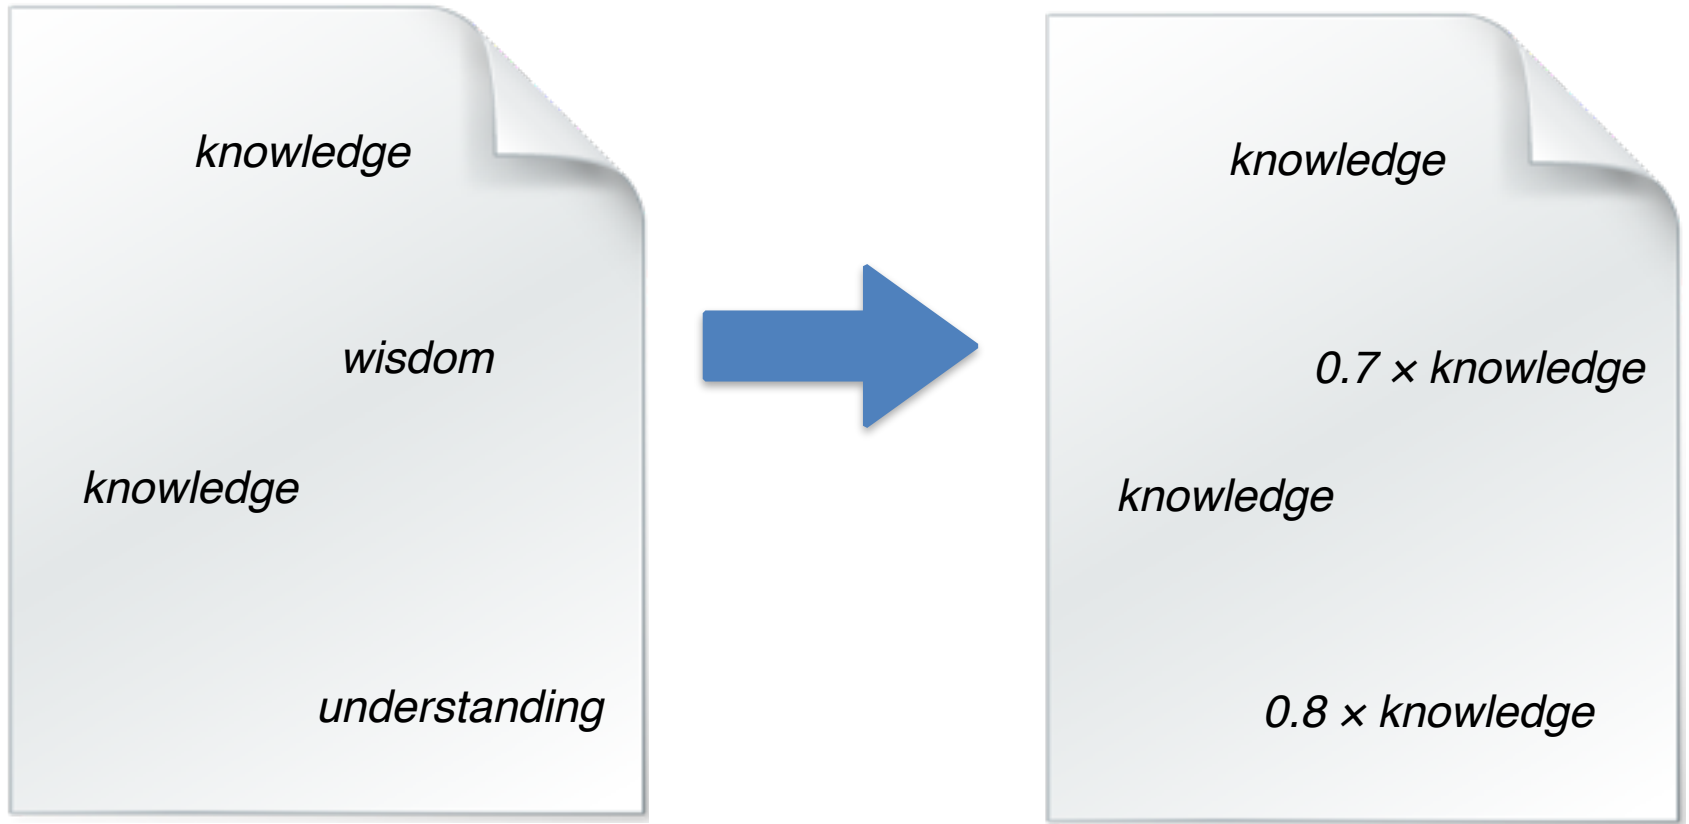 knowledge
wisdom
knowledge
understanding
knowledge
0.7 × knowledge
knowledge
0.8 × knowledge